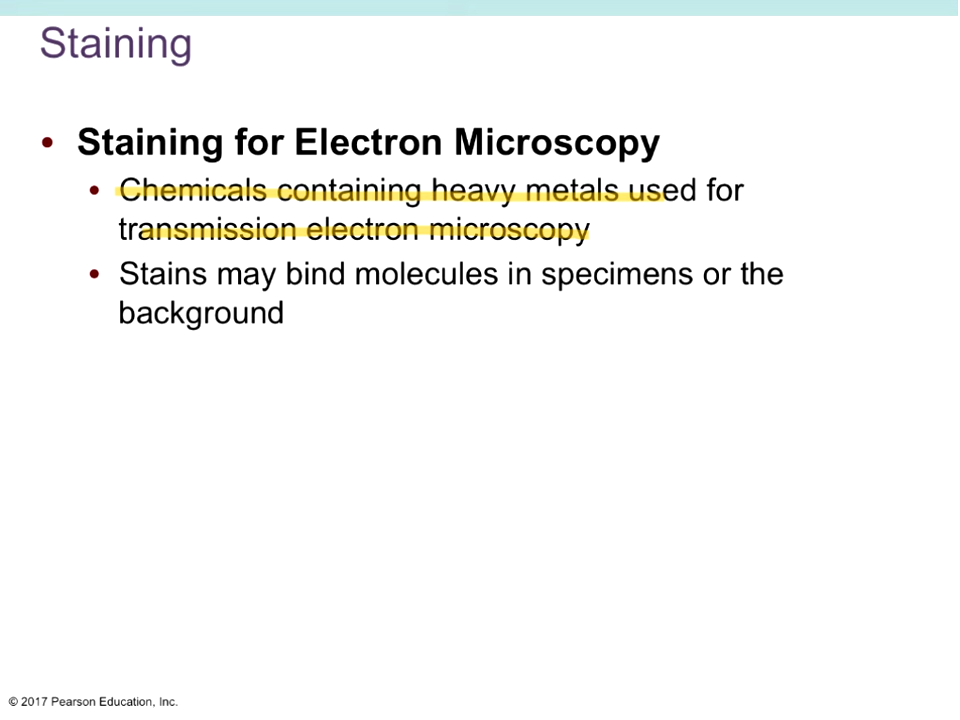 Staining
• Staining for Electron Microscopy
• Chemicals containing heavy metals used for
transmission electron microscopy
• Stains may bind molecules in specimens or the
background
© 2017 Pearson Education, Inc.